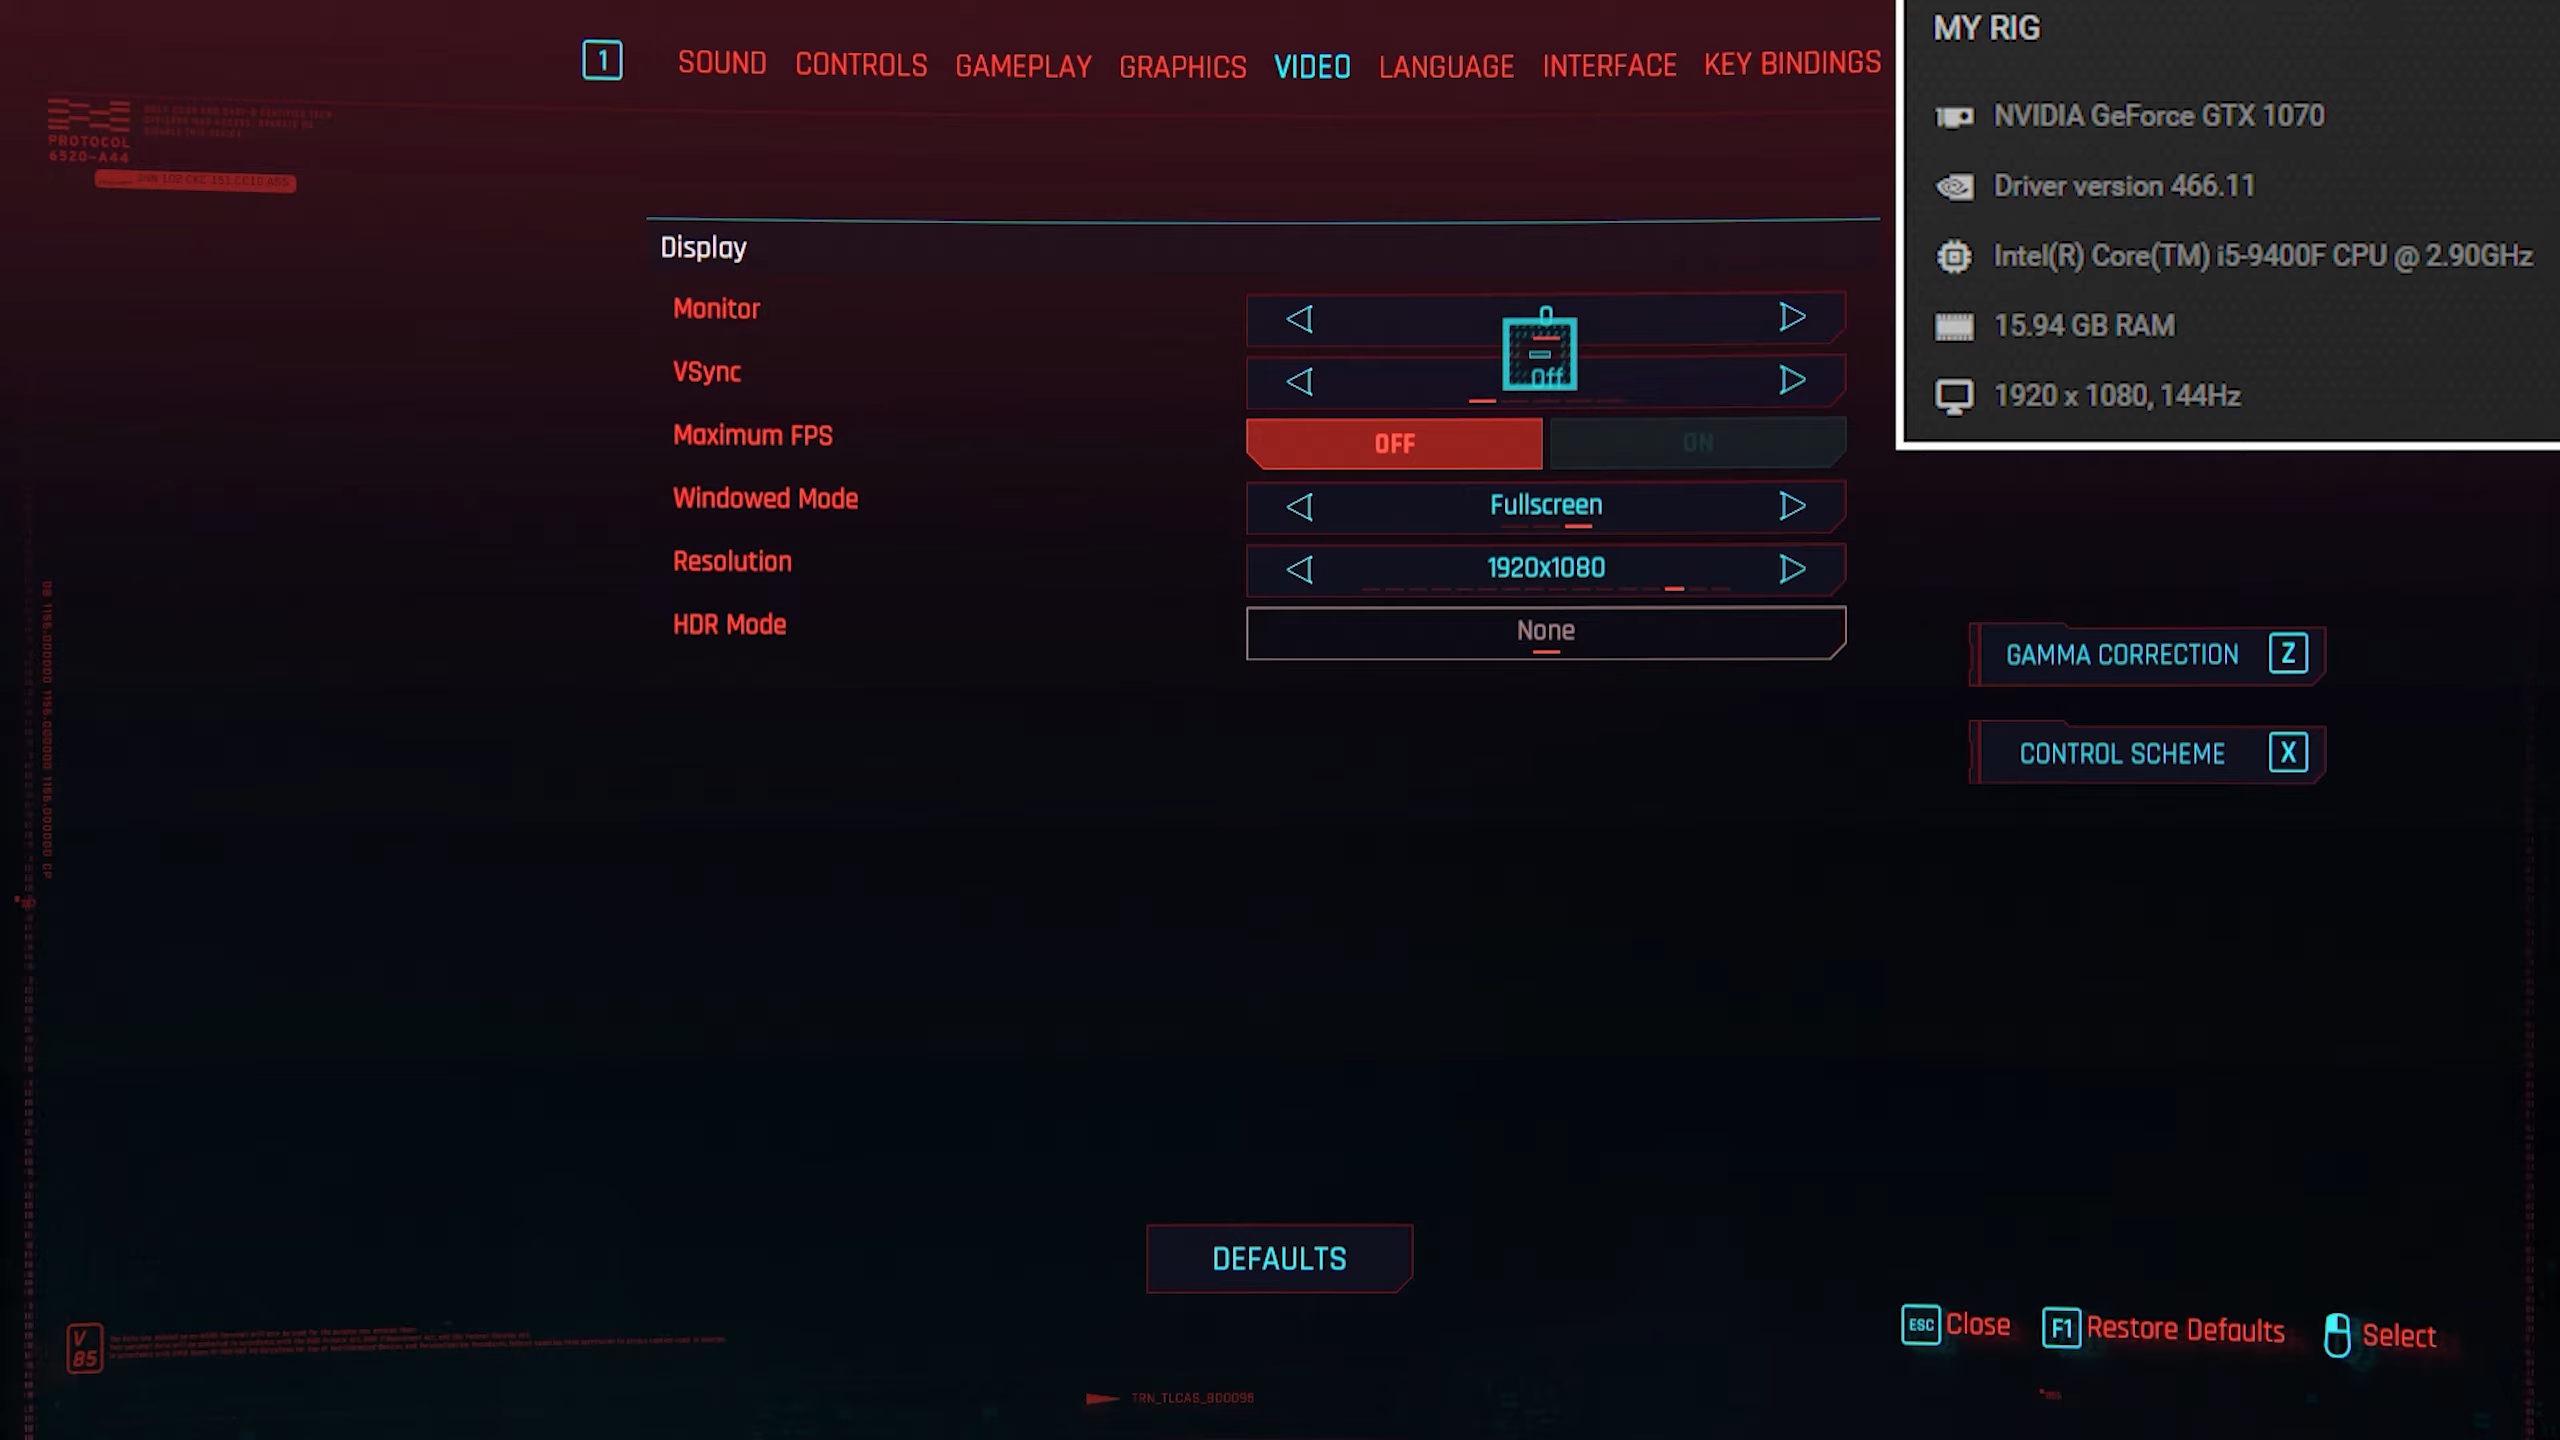 1 SOUND CONTROLS GAMEPLAY GRAPHICS VIDEO LANGUAGE INTERFACE KEY BINDINGS
MY RIG
NVIDIA GeForce GTX 1070
Driver version 466.11
Intel(R) Core(TM) i5-9400F CPU @ 2.90GHz
15.94 GB RAM
1920 x 1080, 144Hz
PROTOCOL
6520-A44
Display
Monitor 0
VSync Off
Maximum FPS OFF ON
Windowed Mode Fullscreen
Resolution 1920x1080
HDR Mode None
GAMMA CORRECTION Z
CONTROL SCHEME X
DEFAULTS
ESC Close F1 Restore Defaults Select
V
85